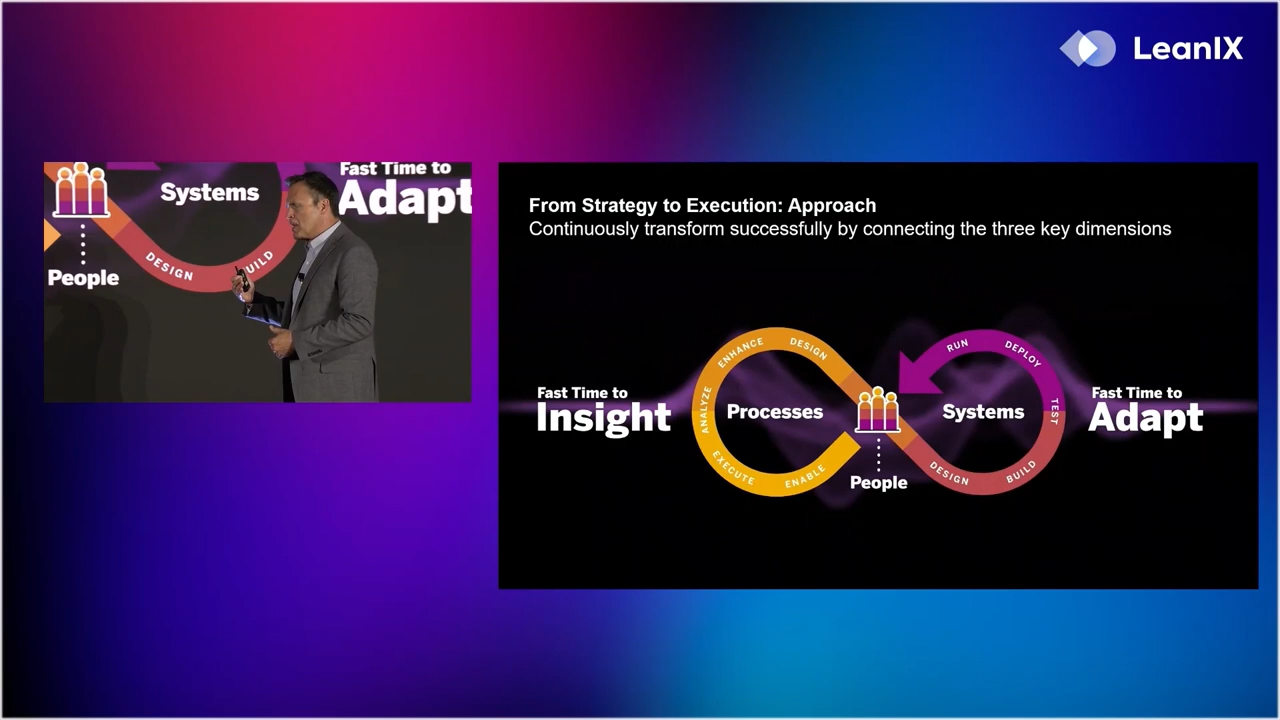 LeanIX
Fast Time to
Adapt
Systems
DESIGN
BUILD
People
From Strategy to Execution: Approach
Continuously transform successfully by connecting the three key dimensions
Fast Time to
Insight
Processes
ENHANCE
DESIGN
ANALYZE
EXECUTE
ENABLE
People
Systems
RUN
DEPLOY
TEST
DESIGN
BUILD
Fast Time to
Adapt